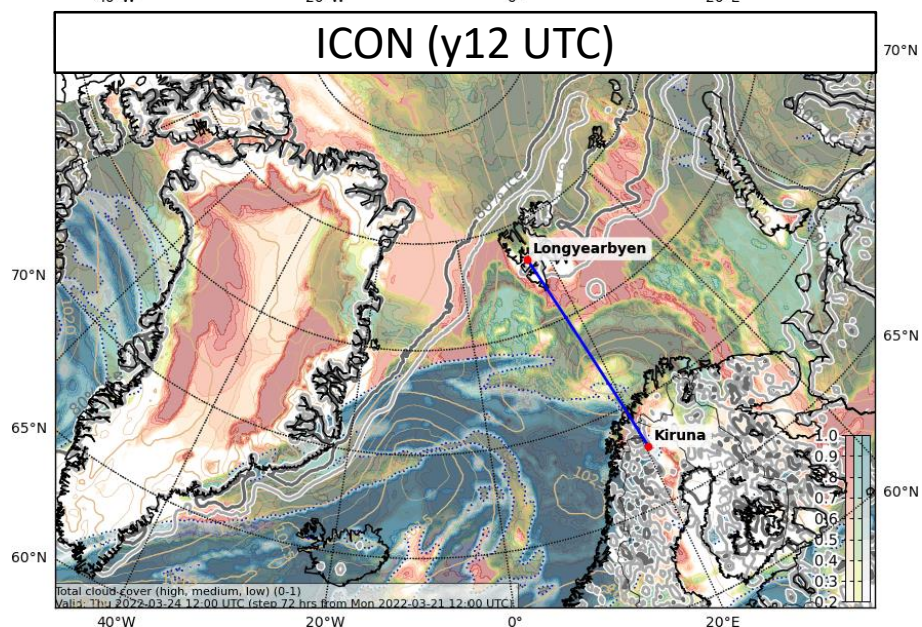 ICON (y12 UTC)
70°N
80% ice
Longyearbyen
70°N
65°N
Kiruna
65°N
60°N
60°N
1.0
0.9
0.8
0.7
0.6
0.5
0.4
0.3
0.2
Total cloud cover (high, medium, low) (0-1)
Valid: Thu 2022-03-24 12:00 UTC (step 72 hrs from Mon 2022-03-21 12:00 UTC)
40°W
20°W
0°
20°E